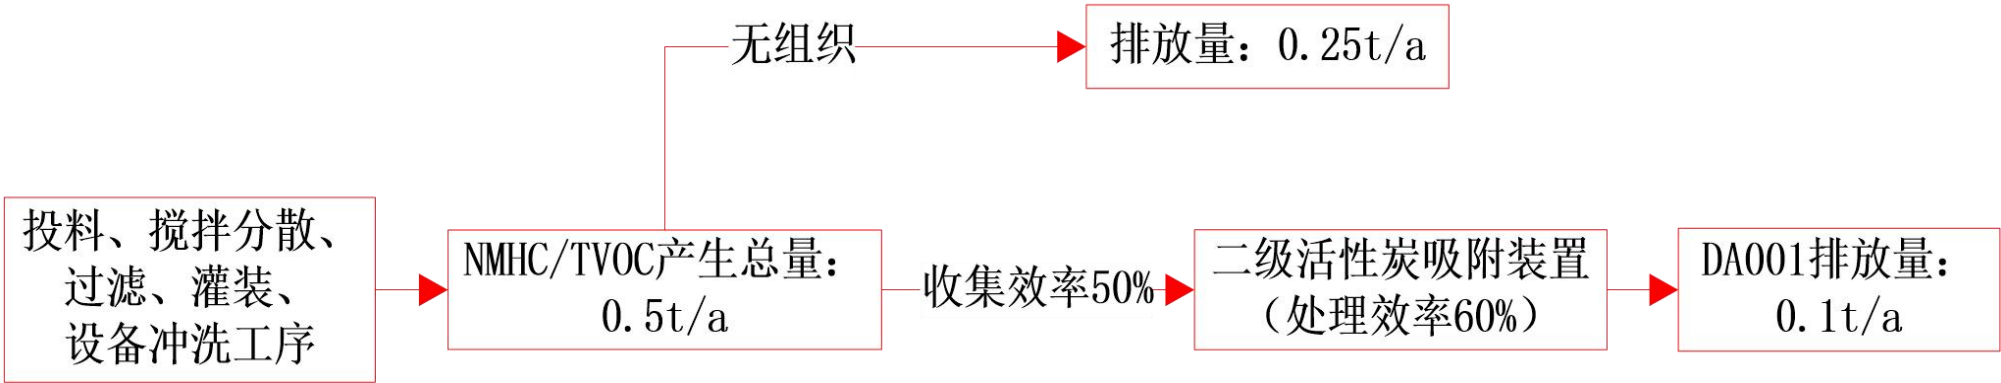 无组织
排放量：0.25t/a
投料、搅拌分散、
过滤、灌装、
设备冲洗工序
NMHC/TVOC产生总量：
0.5t/a
收集效率50%
二级活性炭吸附装置
（处理效率60%）
DA001排放量：
0.1t/a